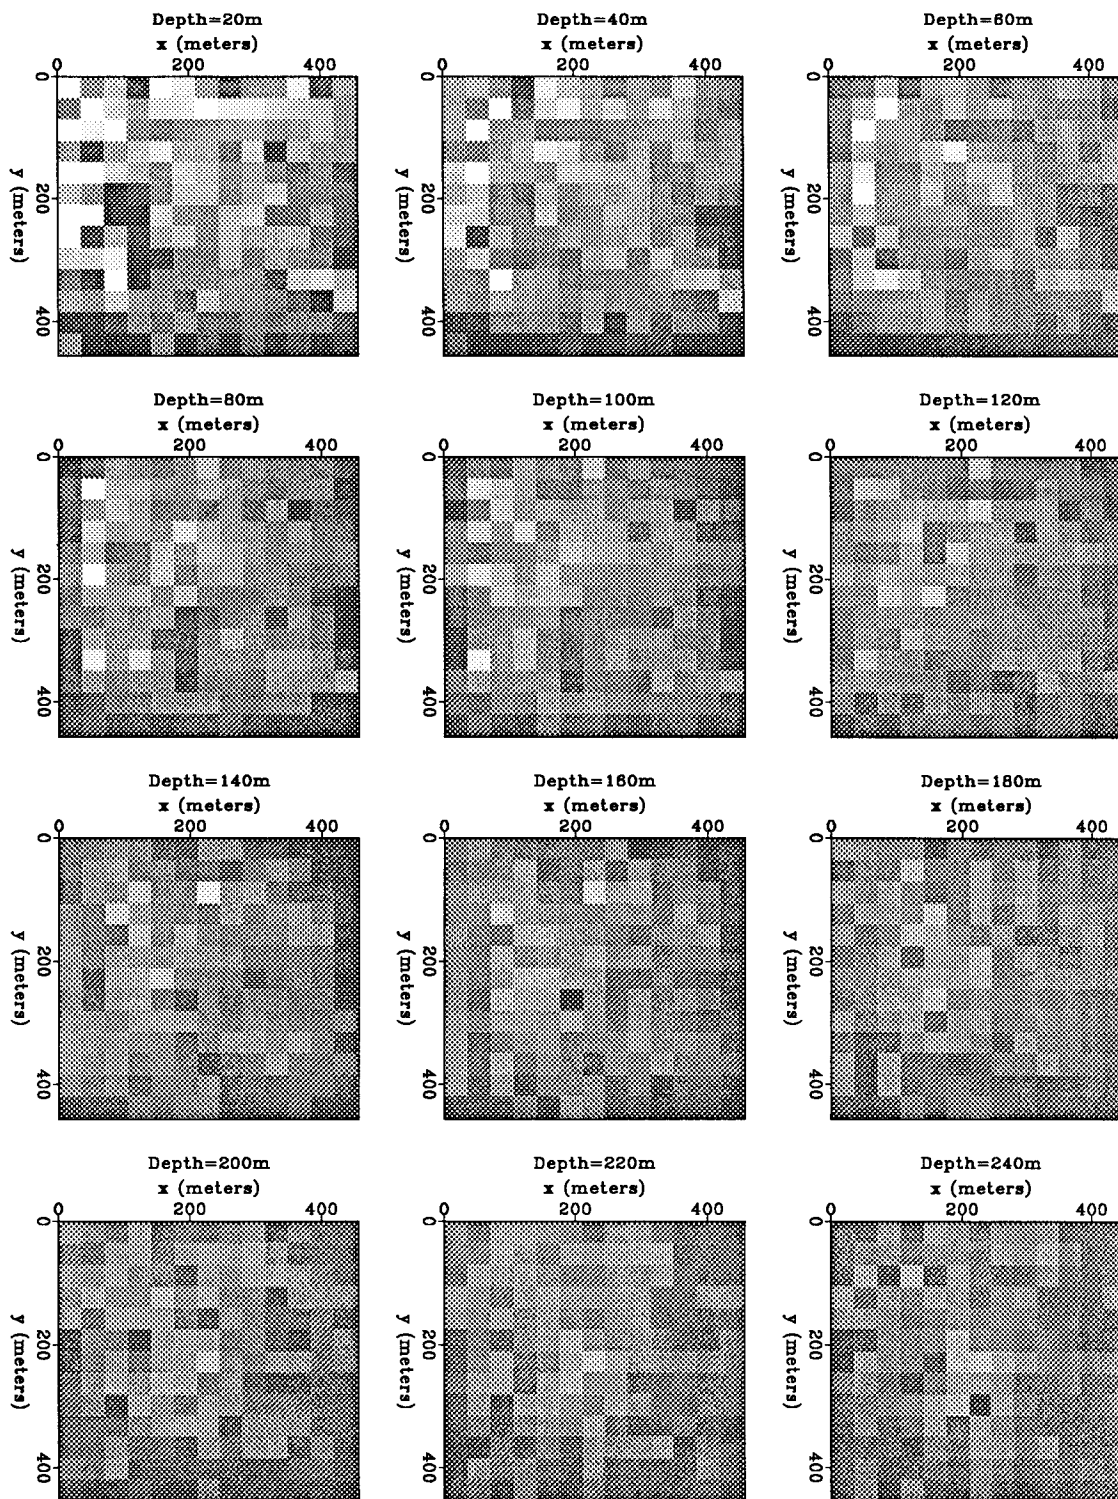 Depth=20m
x (meters)
0 200 400
y (meters)
0
200
400
Depth=40m
x (meters)
0 200 400
y (meters)
0
200
400
Depth=60m
x (meters)
0 200 400
y (meters)
0
200
400
Depth=80m
x (meters)
0 200 400
y (meters)
0
200
400
Depth=100m
x (meters)
0 200 400
y (meters)
0
200
400
Depth=120m
x (meters)
0 200 400
y (meters)
0
200
400
Depth=140m
x (meters)
0 200 400
y (meters)
0
200
400
Depth=160m
x (meters)
0 200 400
y (meters)
0
200
400
Depth=180m
x (meters)
0 200 400
y (meters)
0
200
400
Depth=200m
x (meters)
0 200 400
y (meters)
0
200
400
Depth=220m
x (meters)
0 200 400
y (meters)
0
200
400
Depth=240m
x (meters)
0 200 400
y (meters)
0
200
400